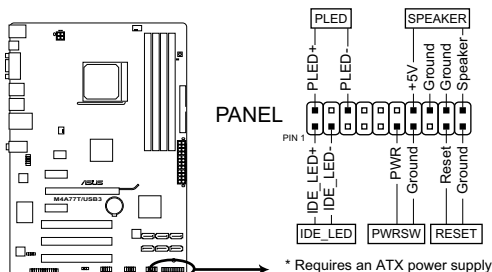 PLED
SPEAKER
PLED+
PLED-
+5V
Ground
Ground
Speaker
PANEL
PIN 1
IDE_LED+
IDE_LED-
PWR
Ground
Reset
Ground
IDE_LED
PWRSW
RESET
* Requires an ATX power supply
/SUS
M4A77T/USB3